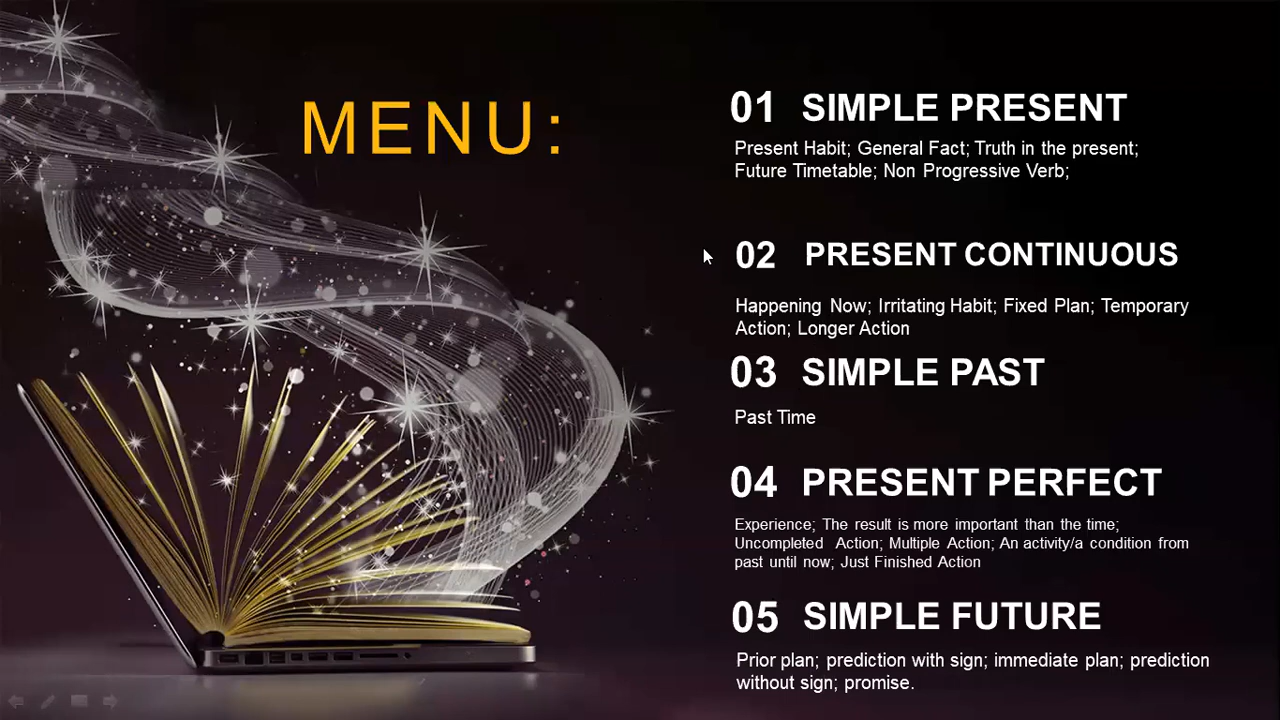 MENU:
01 SIMPLE PRESENT
Present Habit; General Fact; Truth in the present;
Future Timetable; Non Progressive Verb;
02 PRESENT CONTINUOUS
Happening Now; Irritating Habit; Fixed Plan; Temporary
Action; Longer Action
03 SIMPLE PAST
Past Time
04 PRESENT PERFECT
Experience; The result is more important than the time;
Uncompleted Action; Multiple Action; An activity/a condition from
past until now; Just Finished Action
05 SIMPLE FUTURE
Prior plan; prediction with sign; immediate plan; prediction
without sign; promise.